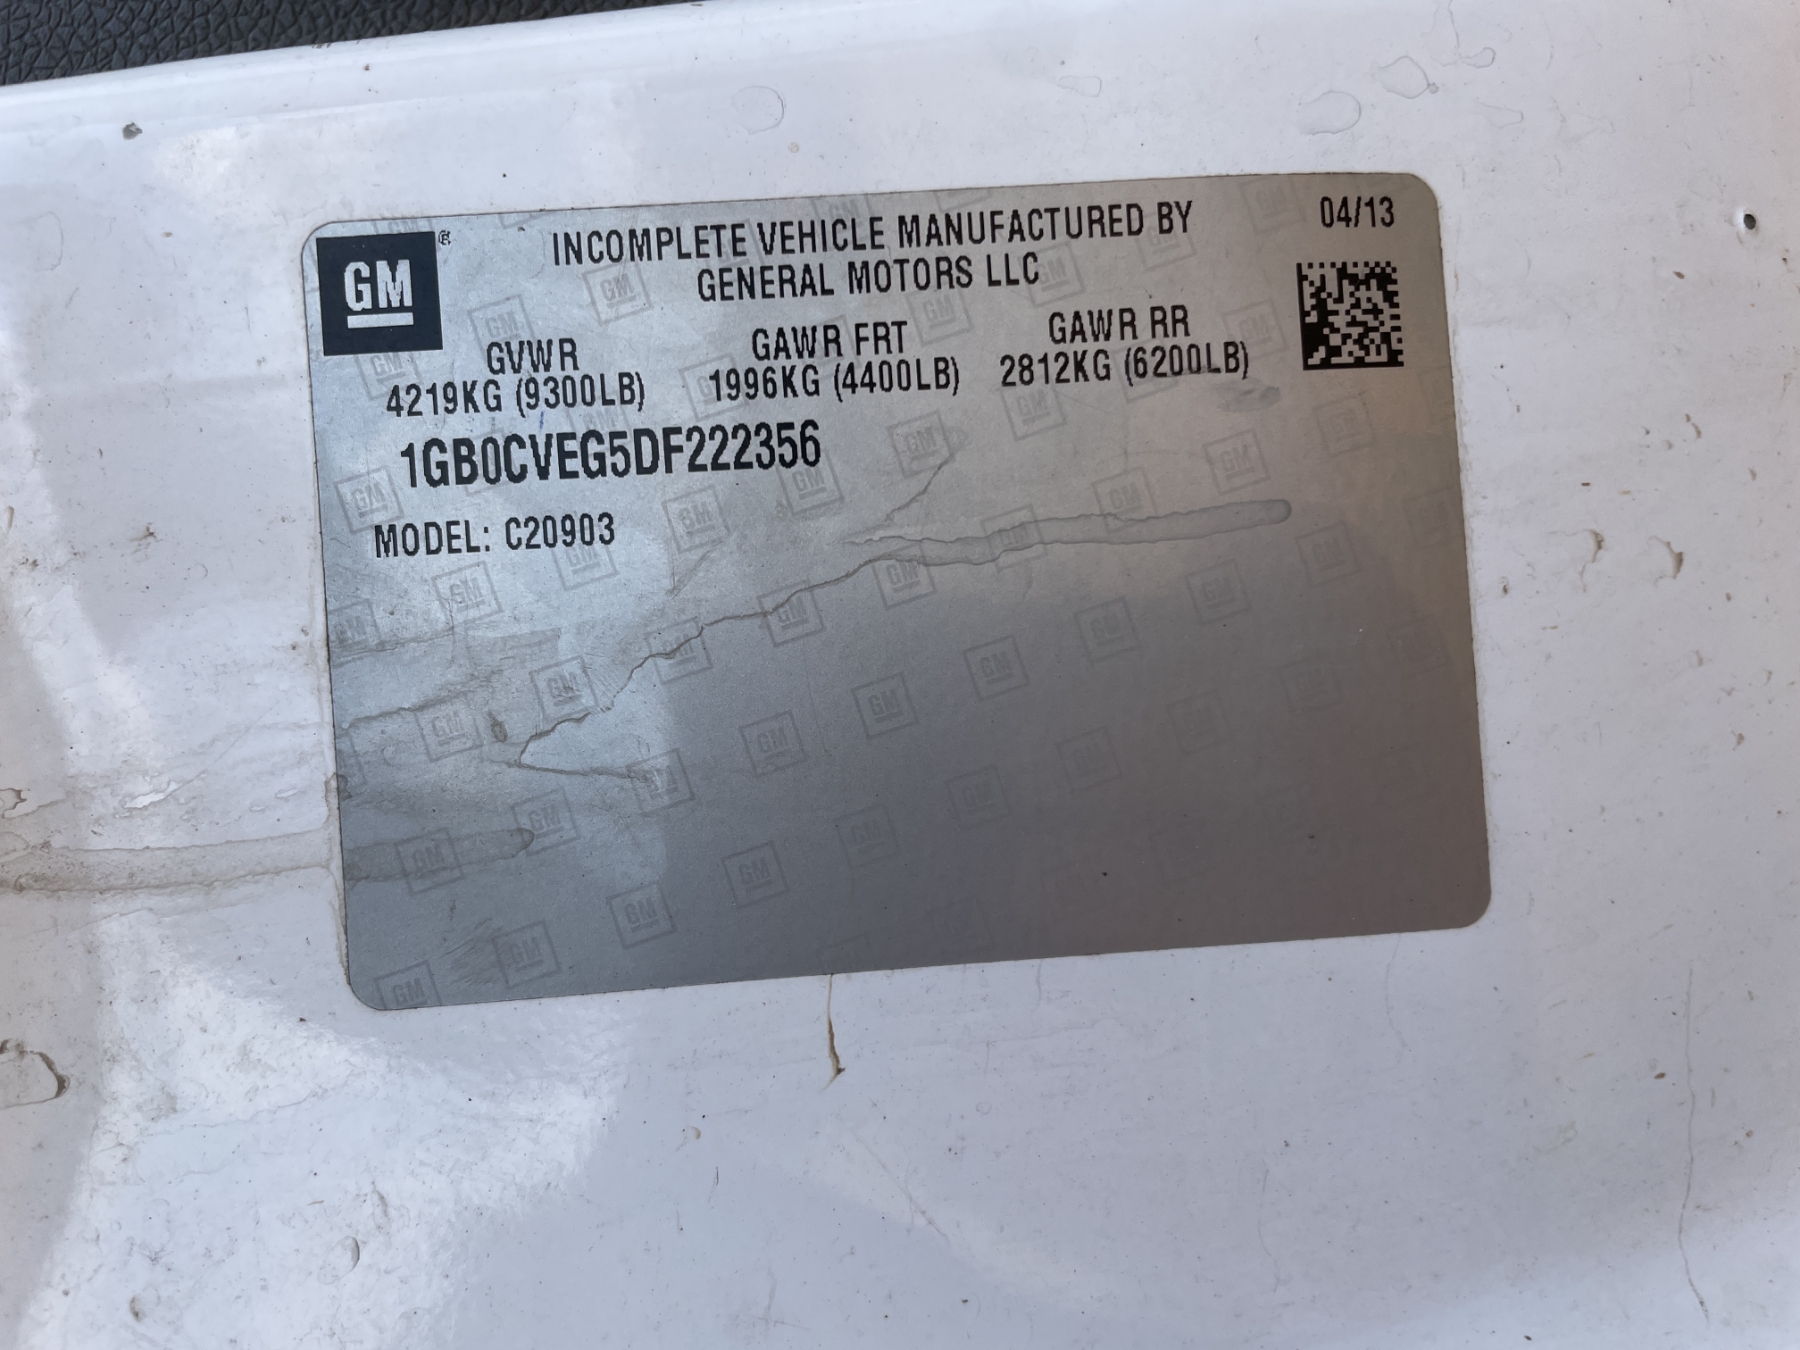 GM
INCOMPLETE VEHICLE MANUFACTURED BY
GENERAL MOTORS LLC
04/13
GVWR
4219KG (9300LB)
GAWR FRT
1996KG (4400LB)
GAWR RR
2812KG (6200LB)
1GB0CVEG5DF222356
MODEL: C20903